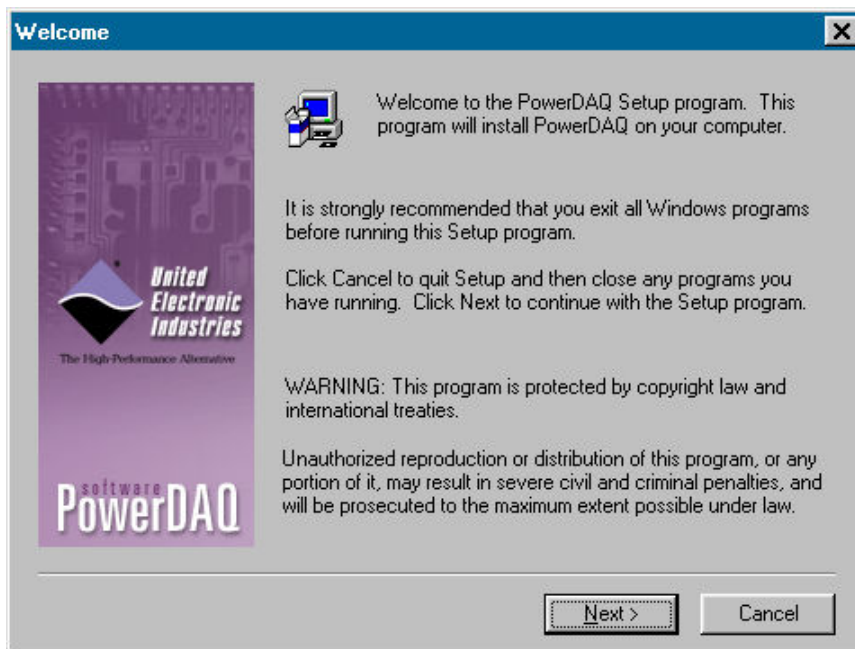 Welcome
Welcome to the PowerDAQ Setup program. This
program will install PowerDAQ on your computer.
It is strongly recommended that you exit all Windows programs
before running this Setup program.
Click Cancel to quit Setup and then close any programs you
have running. Click Next to continue with the Setup program.
United
Electronic
Industries
The High-Performance Alternative
WARNING: This program is protected by copyright law and
international treaties.
Unauthorized reproduction or distribution of this program, or any
portion of it, may result in severe civil and criminal penalties, and
will be prosecuted to the maximum extent possible under law.
software
PowerDAQ
Next >
Cancel